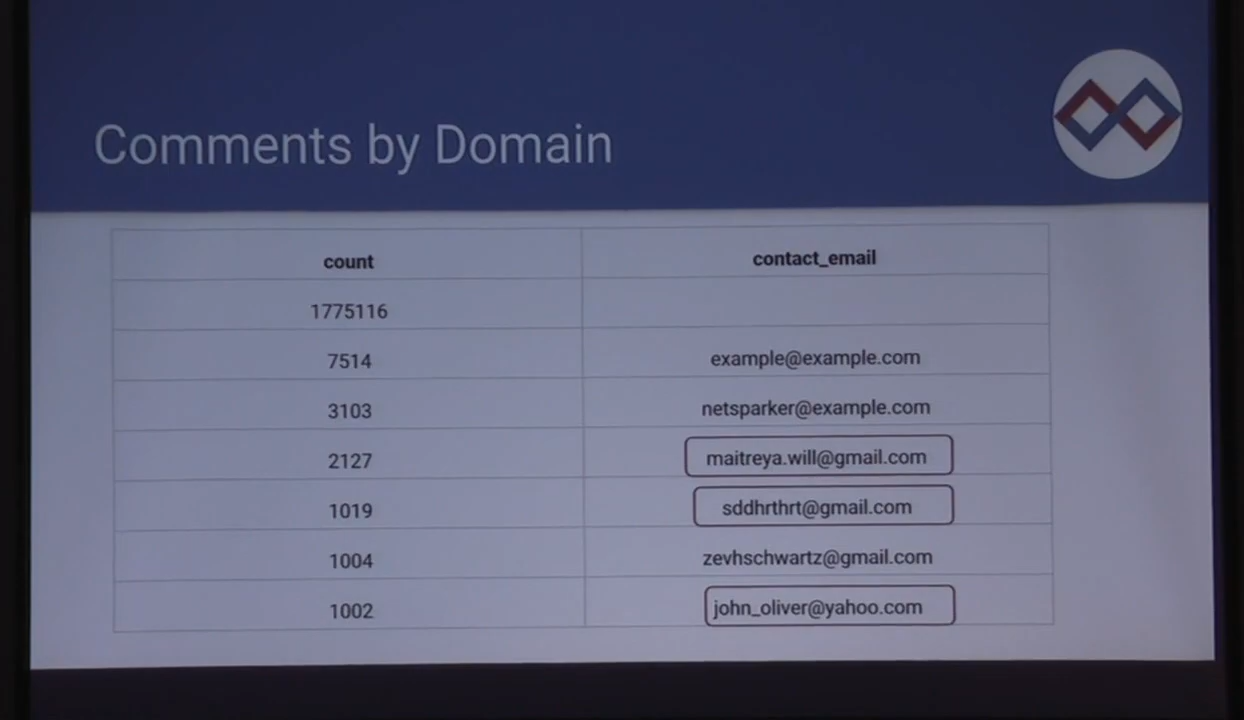 Comments by Domain
count contact_email
1775116
7514 example@example.com
3103 netsparker@example.com
2127 maitreya.will@gmail.com
1019 sddhrthrt@gmail.com
1004 zevhschwartz@gmail.com
1002 john_oliver@yahoo.com